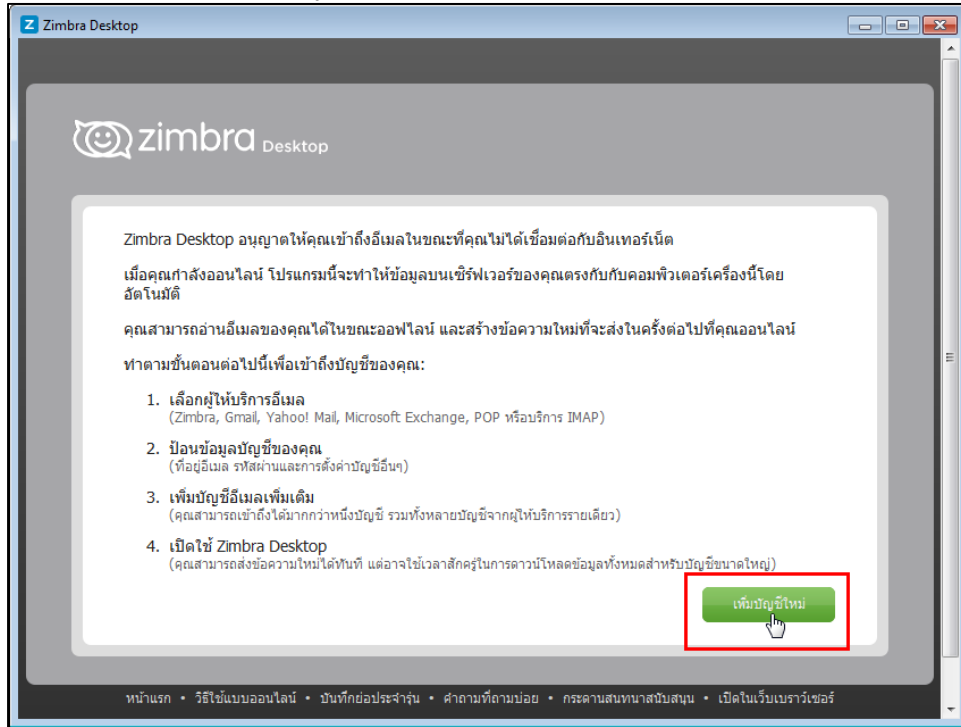 Zimbra Desktop
zimbra Desktop
Zimbra Desktop อนุญาตให้คุณเข้าถึงอีเมลในขณะที่คุณไม่ได้เชื่อมต่อกับอินเทอร์เน็ต
เมื่อคุณกำลังออนไลน์ โปรแกรมนี้จะทำให้ข้อมูลบนเซิร์ฟเวอร์ของคุณตรงกับกับคอมพิวเตอร์เครื่องนี้โดย
อัตโนมัติ
คุณสามารถอ่านอีเมลของคุณได้ในขณะออฟไลน์ และสร้างข้อความใหม่ที่จะส่งในครั้งต่อไปที่คุณออนไลน์
ทำตามขั้นตอนต่อไปนี้เพื่อเข้าถึงบัญชีของคุณ:
1. เลือกผู้ให้บริการอีเมล
(Zimbra, Gmail, Yahoo! Mail, Microsoft Exchange, POP หรือบริการ IMAP)
2. ป้อนข้อมูลบัญชีของคุณ
(ที่อยู่อีเมล รหัสผ่านและการตั้งค่าบัญชีอื่นๆ)
3. เพิ่มบัญชีอีเมลเพิ่มเติม
(คุณสามารถเข้าถึงได้มากกว่าหนึ่งบัญชี รวมทั้งหลายบัญชีจากผู้ให้บริการรายเดียว)
4. เปิดใช้ Zimbra Desktop
(คุณสามารถส่งข้อความใหม่ได้ทันที แต่อาจใช้เวลาสักครู่ในการดาวน์โหลดข้อมูลทั้งหมดสำหรับบัญชีขนาดใหญ่)
เพิ่มบัญชีใหม่
หน้าแรก • วิธีใช้แบบออนไลน์ • บันทึกย่อประจำรุ่น • คำถามที่ถามบ่อย • กระดานสนทนาสนับสนุน • เปิดในเว็บเบราว์เซอร์